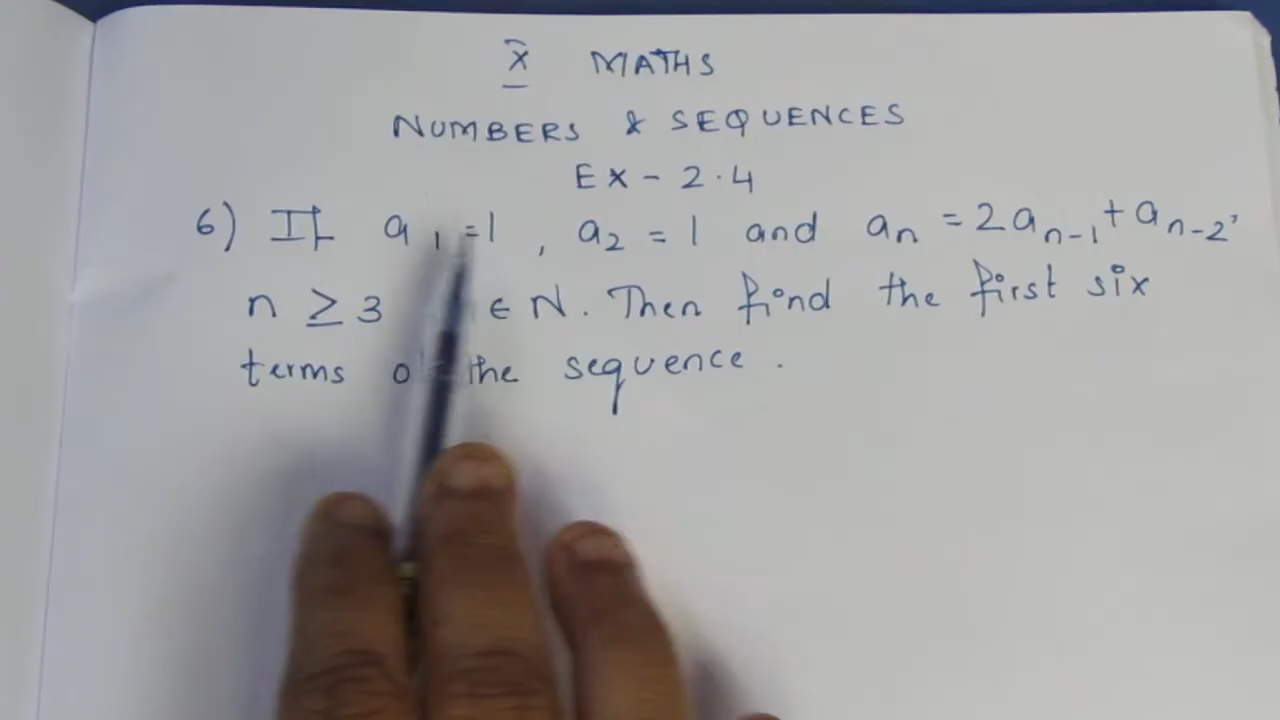 X MATHS
NUMBERS & SEQUENCES
EX - 2.4
6) If a₁=1, a₂ = 1 and aₙ = 2aₙ₋₁ + aₙ₋₂,
n ≥ 3 ∈ N. Then find the first six
terms of the sequence.